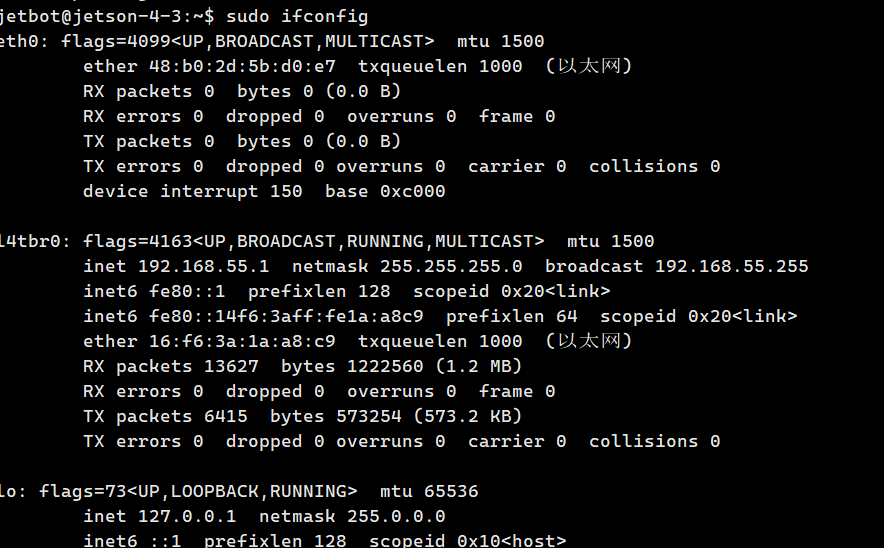 jetbot@jetson-4-3:~$ sudo ifconfig
eth0: flags=4099<UP,BROADCAST,MULTICAST>  mtu 1500
        ether 48:b0:2d:5b:d0:e7  txqueuelen 1000  (以太网)
        RX packets 0  bytes 0 (0.0 B)
        RX errors 0  dropped 0  overruns 0  frame 0
        TX packets 0  bytes 0 (0.0 B)
        TX errors 0  dropped 0 overruns 0  carrier 0  collisions 0
        device interrupt 150  base 0xc000
l4tbr0: flags=4163<UP,BROADCAST,RUNNING,MULTICAST>  mtu 1500
        inet 192.168.55.1  netmask 255.255.255.0  broadcast 192.168.55.255
        inet6 fe80::1  prefixlen 128  scopeid 0x20<link>
        inet6 fe80::14f6:3aff:fe1a:a8c9  prefixlen 64  scopeid 0x20<link>
        ether 16:f6:3a:1a:a8:c9  txqueuelen 1000  (以太网)
        RX packets 13627  bytes 1222560 (1.2 MB)
        RX errors 0  dropped 0  overruns 0  frame 0
        TX packets 6415  bytes 573254 (573.2 KB)
        TX errors 0  dropped 0 overruns 0  carrier 0  collisions 0
lo: flags=73<UP,LOOPBACK,RUNNING>  mtu 65536
        inet 127.0.0.1  netmask 255.0.0.0
        inet6 ::1  prefixlen 128  scopeid 0x10<host>